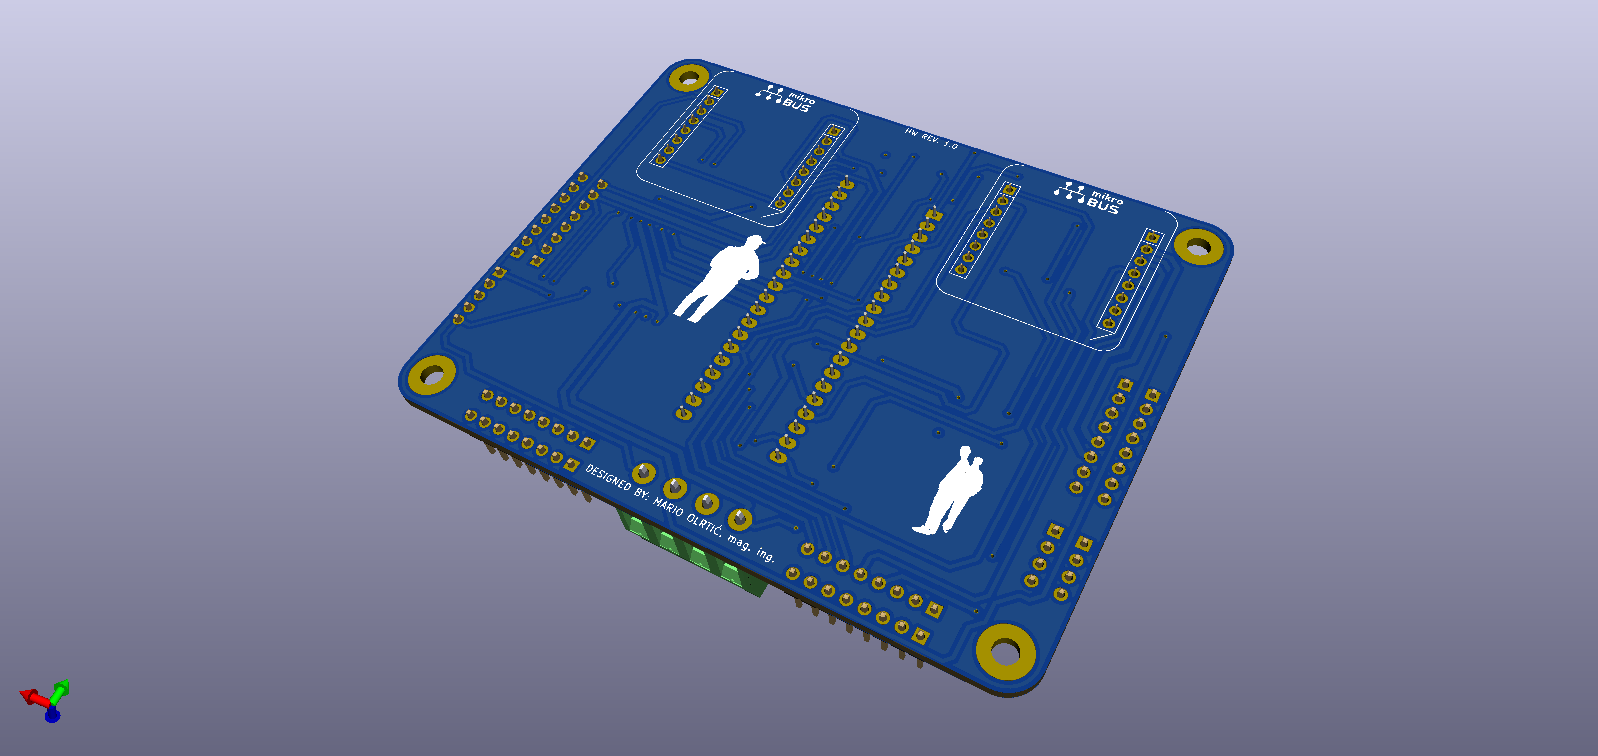 mikro
BUS
HW REV. 1.0
mikro
BUS
DESIGNED BY: MARIO OLRTIĆ, mag. ing.